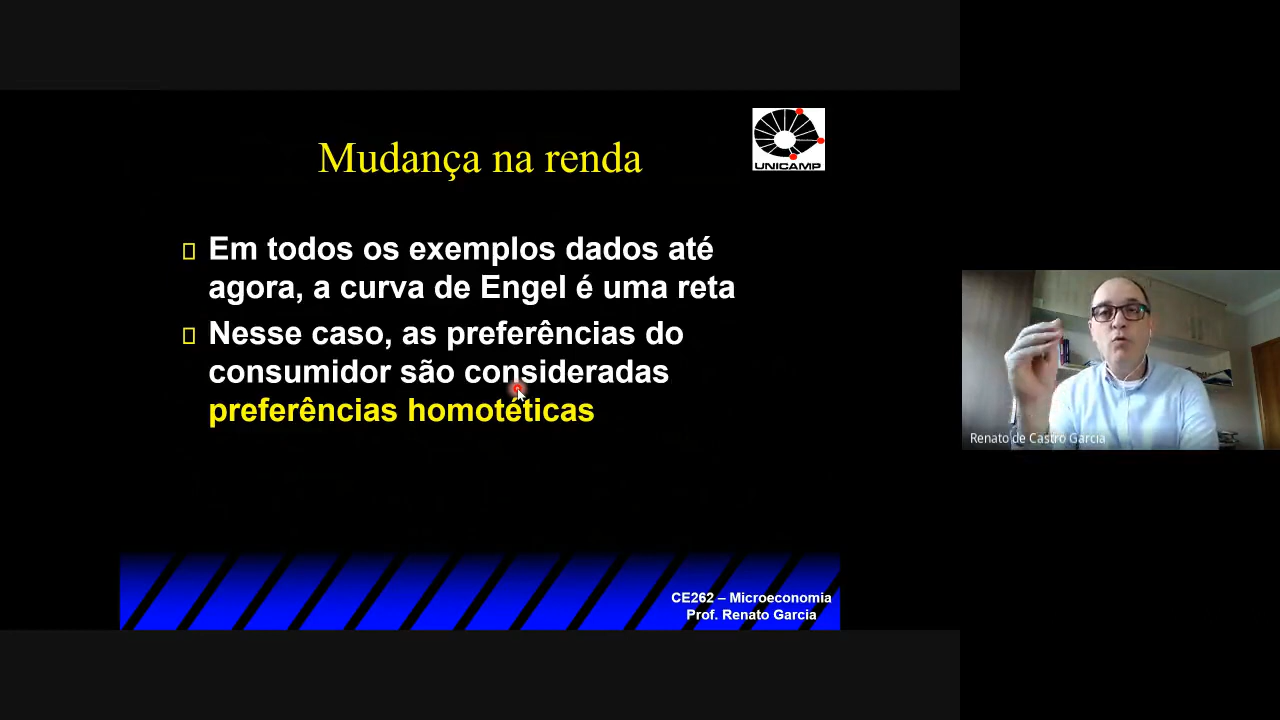 Mudança na renda
UNICAMP
Em todos os exemplos dados até
agora, a curva de Engel é uma reta
Nesse caso, as preferências do
consumidor são consideradas
preferências homotéticas
Renato de Castro Garcia
CE262 – Microeconomia
Prof. Renato Garcia